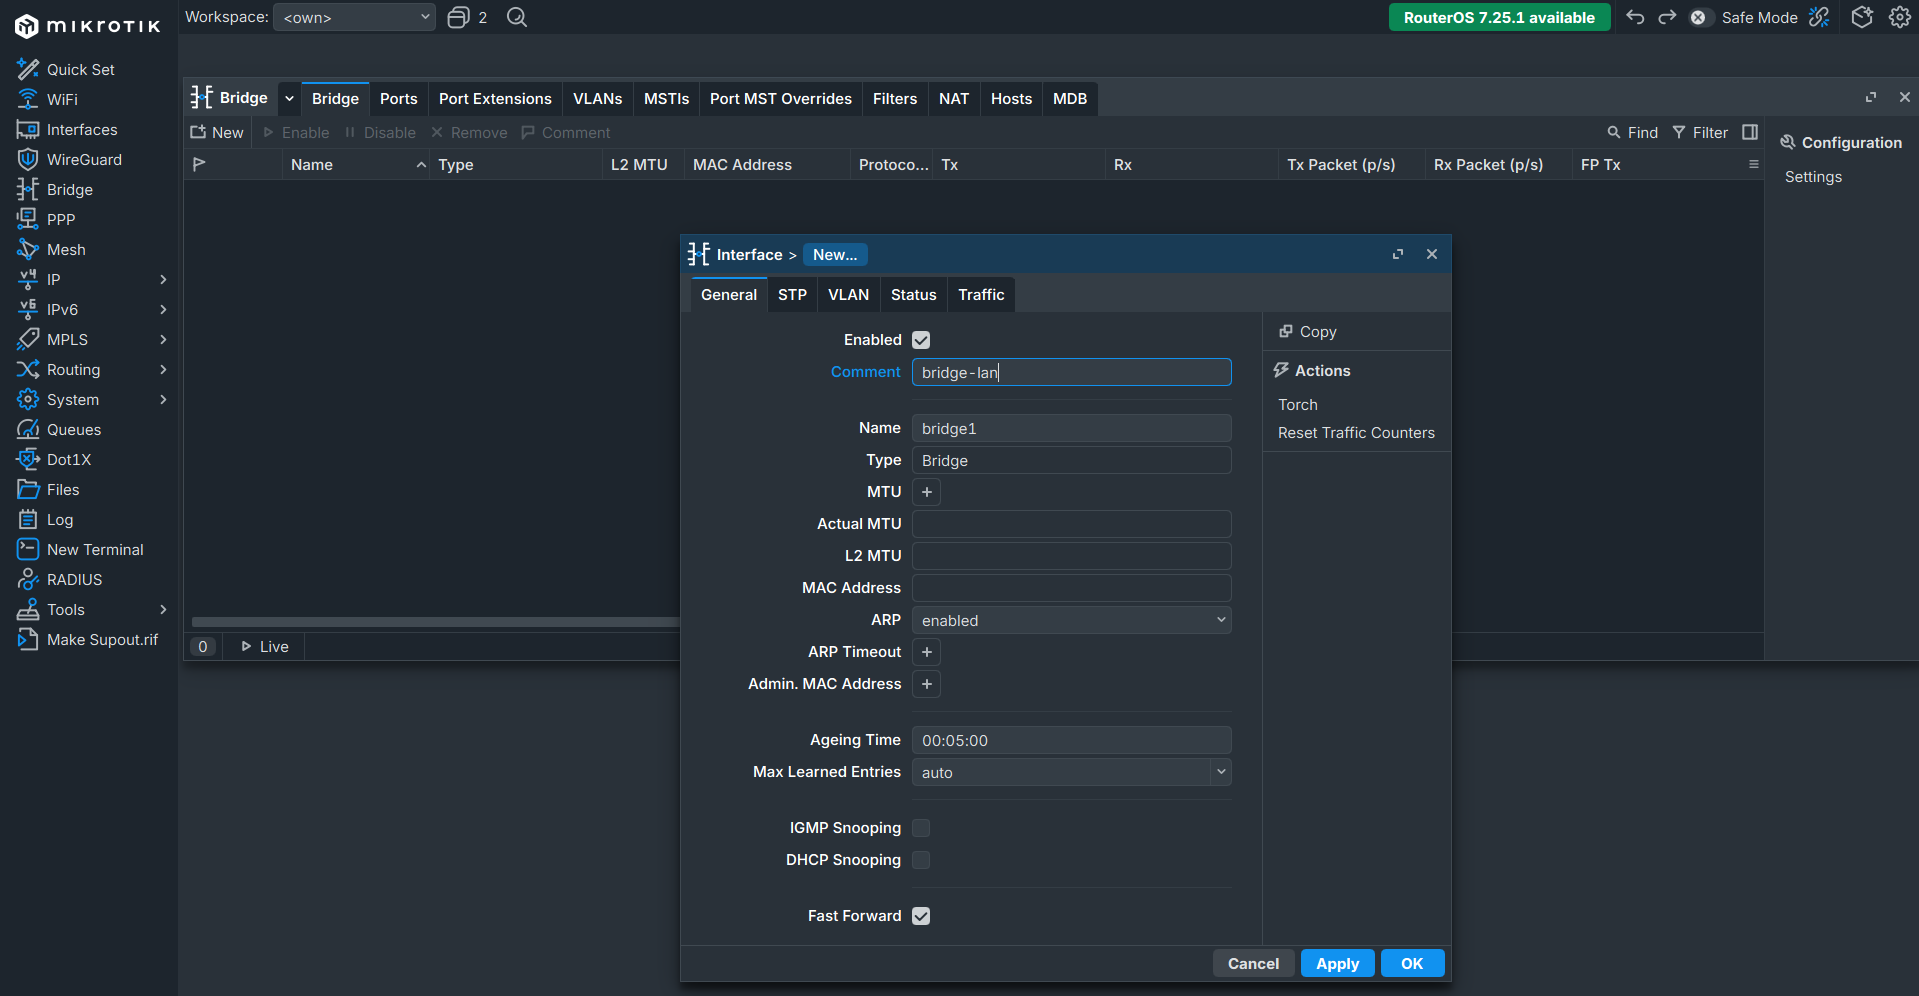 mikrotik
Workspace: <own> 2
RouterOS 7.25.1 available
Safe Mode
Quick Set
WiFi
Interfaces
WireGuard
Bridge
PPP
Mesh
v4 IP
v6 IPv6
MPLS
Routing
System
Queues
Dot1X
Files
Log
New Terminal
RADIUS
Tools
Make Supout.rif
Bridge Bridge Ports Port Extensions VLANs MSTIs Port MST Overrides Filters NAT Hosts MDB
New Enable Disable Remove Comment Find Filter
Name Type L2 MTU MAC Address Protoco... Tx Rx Tx Packet (p/s) Rx Packet (p/s) FP Tx
Configuration
Settings
0 Live
Interface > New...
General STP VLAN Status Traffic
Enabled
Comment bridge-lan
Name bridge1
Type Bridge
MTU +
Actual MTU
L2 MTU
MAC Address
ARP enabled
ARP Timeout +
Admin. MAC Address +
Ageing Time 00:05:00
Max Learned Entries auto
IGMP Snooping
DHCP Snooping
Fast Forward
Copy
Actions
Torch
Reset Traffic Counters
Cancel Apply OK